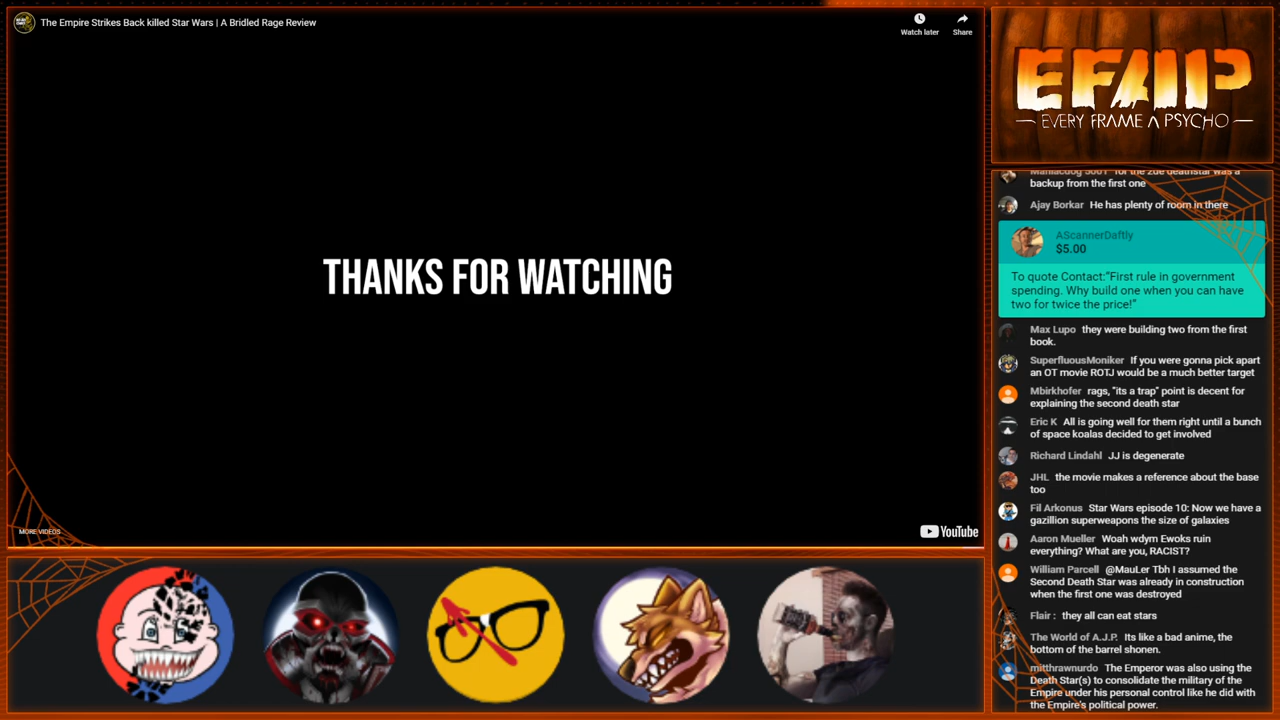 The Empire Strikes Back killed Star Wars | A Bridled Rage Review
Watch later
Share
THANKS FOR WATCHING
MORE VIDEOS
YouTube
EFAP
EVERY FRAME A PSYCHO
Maniacdog 5001 for the 2de deathstar was a
backup from the first one
Ajay Borkar He has plenty of room in there
AScannerDaftly
$5.00
To quote Contact:"First rule in government
spending. Why build one when you can have
two for twice the price!"
Max Lupo they were building two from the first
book.
SuperfluousMoniker If you were gonna pick apart
an OT movie ROTJ would be a much better target
Mbirkhofer rags, "its a trap" point is decent for
explaining the second death star
Eric K All is going well for them right until a bunch
of space koalas decided to get involved
Richard Lindahl JJ is degenerate
JHL the movie makes a reference about the base
too
Fil Arkonus Star Wars episode 10: Now we have a
gazillion superweapons the size of galaxies
Aaron Mueller Woah wdym Ewoks ruin
everything? What are you, RACIST?
William Parcell @MauLer Tbh I assumed the
Second Death Star was already in construction
when the first one was destroyed
Flair : they all can eat stars
The World of A.J.P. Its like a bad anime, the
bottom of the barrel shonen.
mitthrawnurdo The Emperor was also using the
Death Star(s) to consolidate the military of the
Empire under his personal control like he did with
the Empire's political power.